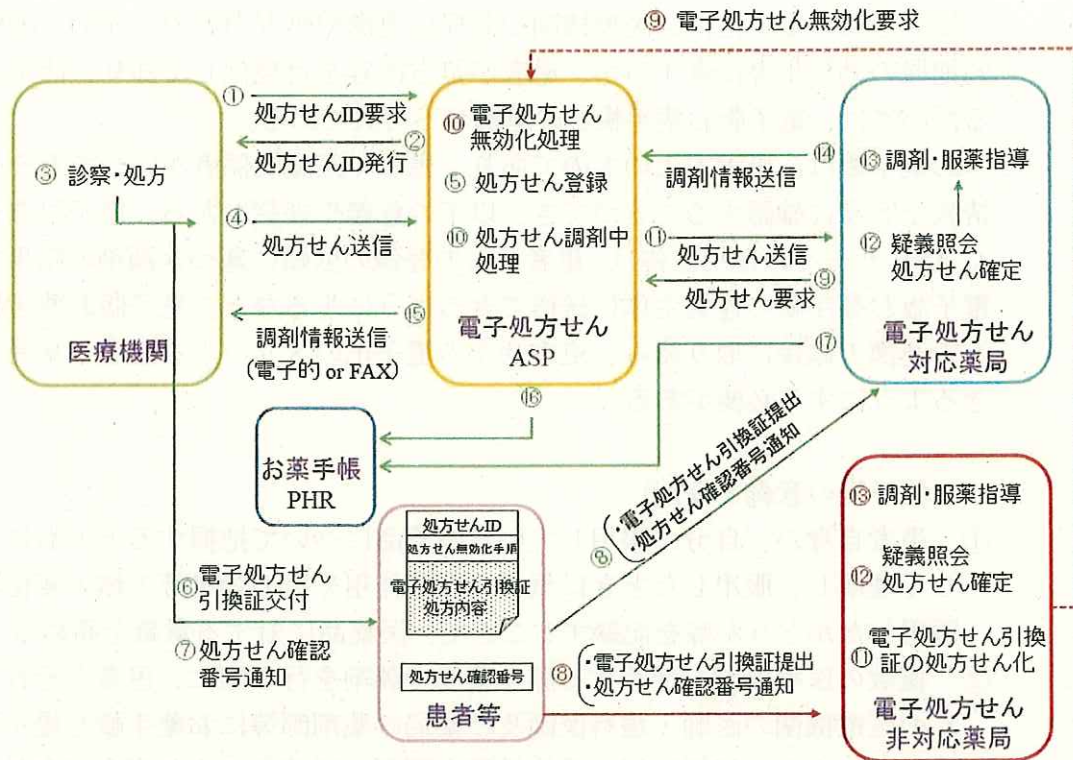 ⑨ 電子処方せん無効化要求
① 処方せんID要求
② 処方せんID発行
③ 診察・処方
④ 処方せん送信
医療機関
⑩ 電子処方せん
無効化処理
⑤ 処方せん登録
⑩ 処方せん調剤中
処理
電子処方せん
ASP
⑭ 調剤情報送信
⑪ 処方せん送信
⑨ 処方せん要求
⑬ 調剤・服薬指導
⑫ 疑義照会
処方せん確定
電子処方せん
対応薬局
⑮ 調剤情報送信
(電子的 or FAX)
⑯
⑰
お薬手帳
PHR
⑥ 電子処方せん
引換証交付
⑦ 処方せん確認
番号通知
処方せんID
処方せん無効化手順
電子処方せん引換証
処方内容
処方せん確認番号
患者等
⑧ ・電子処方せん引換証提出
・処方せん確認番号通知
⑧ ・電子処方せん引換証提出
・処方せん確認番号通知
⑬ 調剤・服薬指導
⑫ 疑義照会
処方せん確定
⑪ 電子処方せん引換
証の処方せん化
電子処方せん
非対応薬局